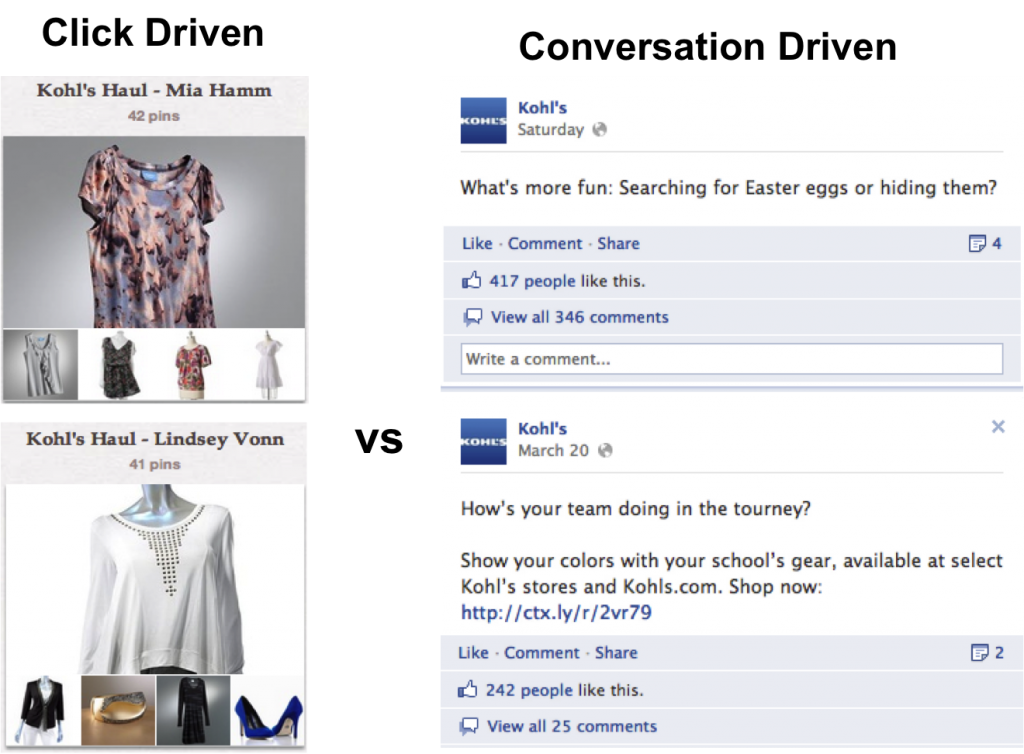 Click Driven
Kohl's Haul - Mia Hamm
42 pins
Kohl's Haul - Lindsey Vonn
41 pins
vs
Conversation Driven
KOHL'S
Kohl's
Saturday
What's more fun: Searching for Easter eggs or hiding them?
Like · Comment · Share
4
417 people like this.
View all 346 comments
Write a comment...
KOHL'S
Kohl's
March 20
How's your team doing in the tourney?
Show your colors with your school's gear, available at select
Kohl's stores and Kohls.com. Shop now:
http://ctx.ly/r/2vr79
Like · Comment · Share
2
242 people like this.
View all 25 comments